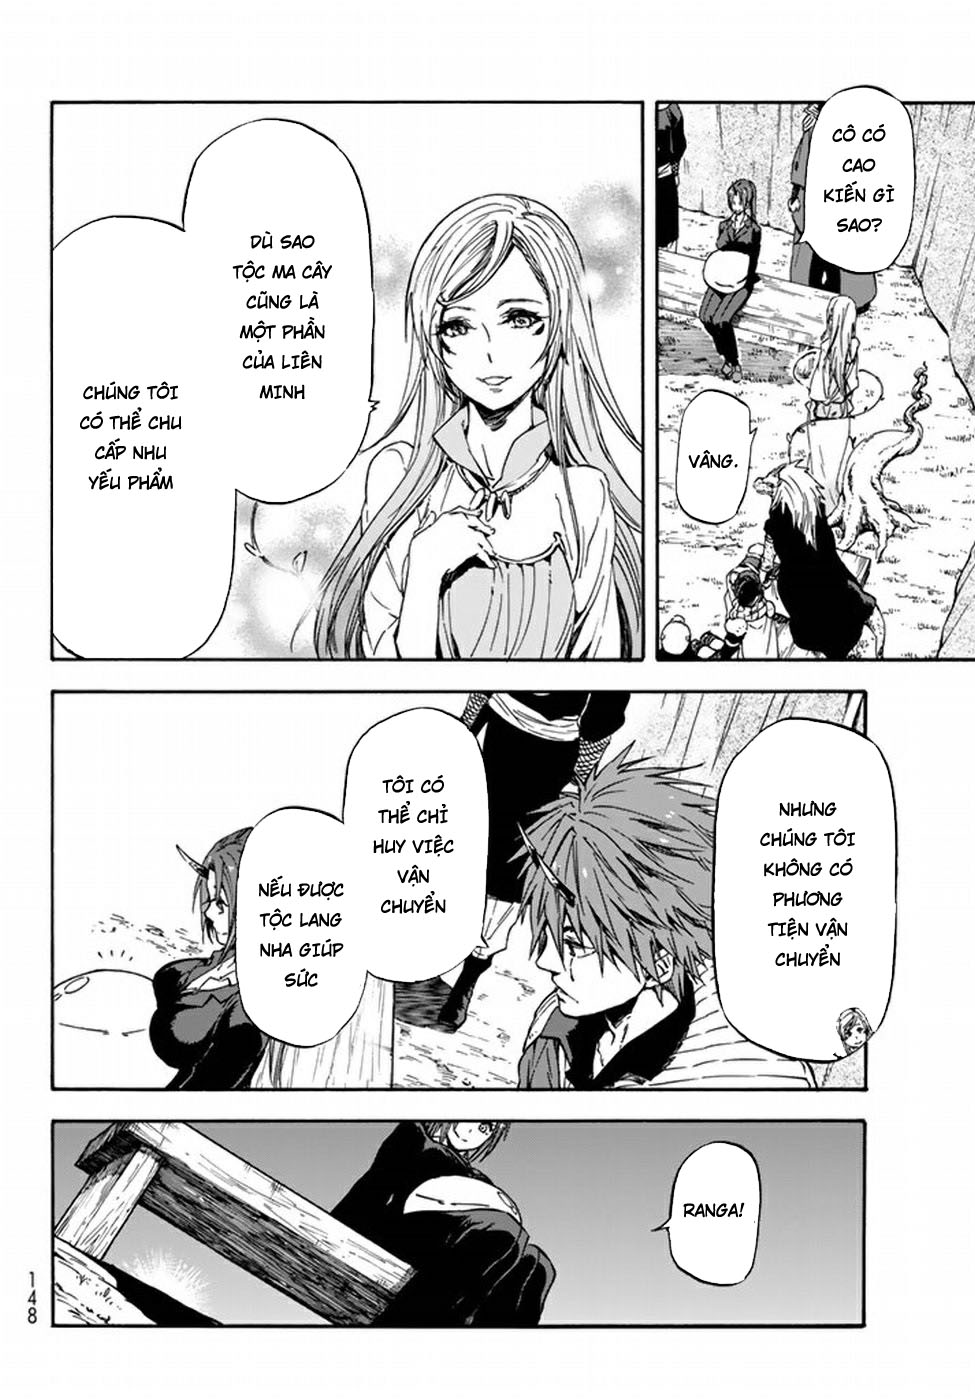 CÔ CÓ
CAO
KIẾN GÌ
SAO?
VÂNG.
DÙ SAO
TỘC MA CÂY
CŨNG LÀ
MỘT PHẦN
CỦA LIÊN
MINH
CHÚNG TÔI
CÓ THỂ CHU
CẤP NHU
YẾU PHẨM
NHƯNG
CHÚNG TÔI
KHÔNG CÓ
PHƯƠNG
TIỆN VẬN
CHUYỂN
TÔI CÓ
THỂ CHỈ
HUY VIỆC
VẬN
CHUYỂN
NẾU ĐƯỢC
TỘC LANG
NHA GIÚP
SỨC
RANGA!
148